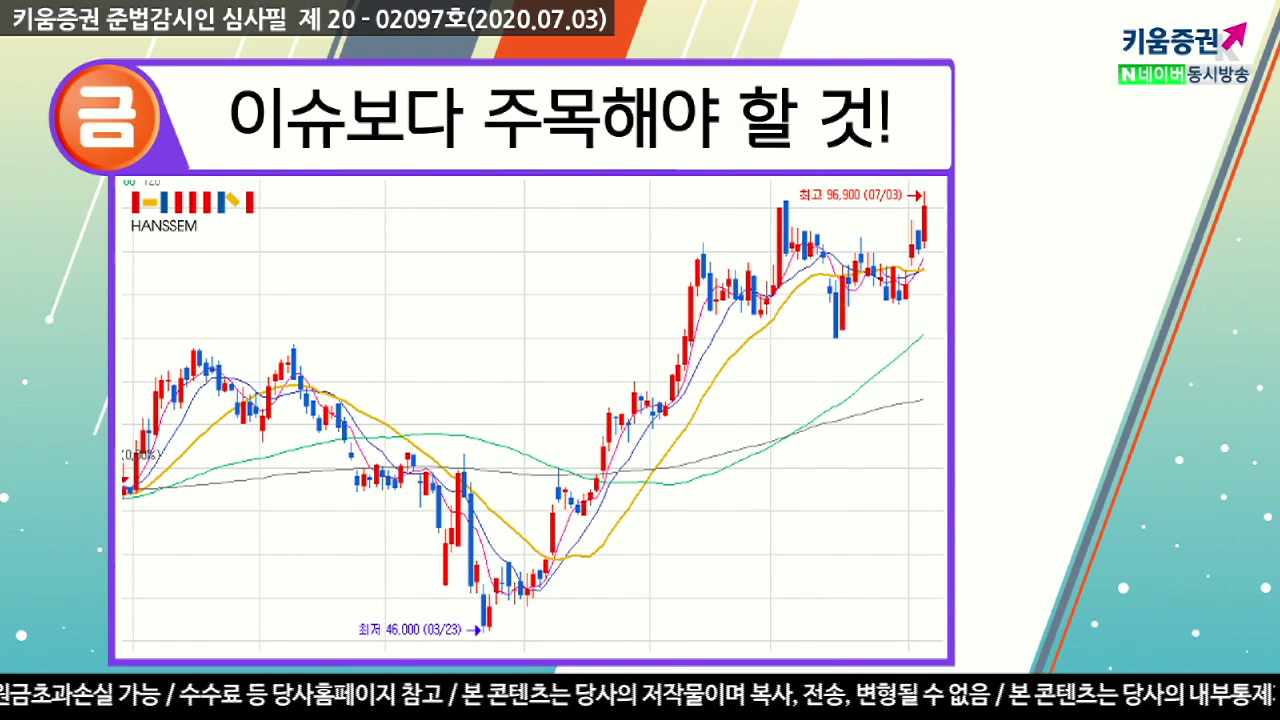 키움증권 준법감시인 심사필 제 20 - 02097호(2020.07.03)
키움증권
N 네이버 동시방송
금
이슈보다 주목해야 할 것!
HANSSEM
최고 96,900 (07/03)
최저 46,000 (03/23)
원금초과손실 가능 / 수수료 등 당사홈페이지 참고 / 본 콘텐츠는 당사의 저작물이며 복사, 전송, 변형될 수 없음 / 본 콘텐츠는 당사의 내부통제